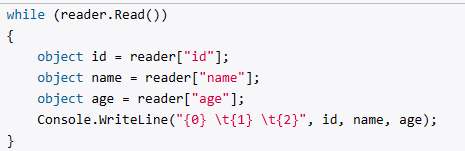 while (reader.Read())
{
    object id = reader["id"];
    object name = reader["name"];
    object age = reader["age"];
    Console.WriteLine("{0} \t{1} \t{2}", id, name, age);
}